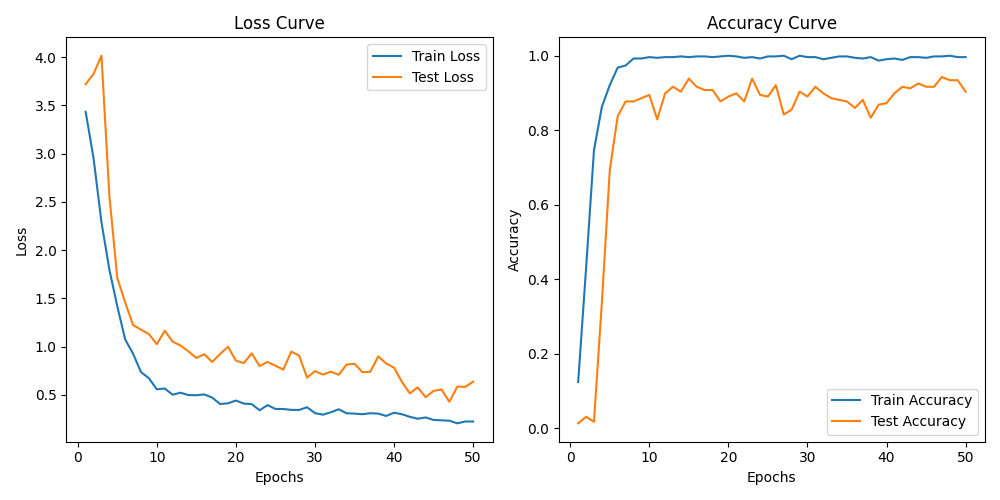 Loss Curve
Train Loss
Test Loss
4.0
3.5
3.0
2.5
2.0
1.5
1.0
0.5
Loss
0 10 20 30 40 50
Epochs
Accuracy Curve
1.0
0.8
0.6
0.4
0.2
0.0
Accuracy
Train Accuracy
Test Accuracy
0 10 20 30 40 50
Epochs